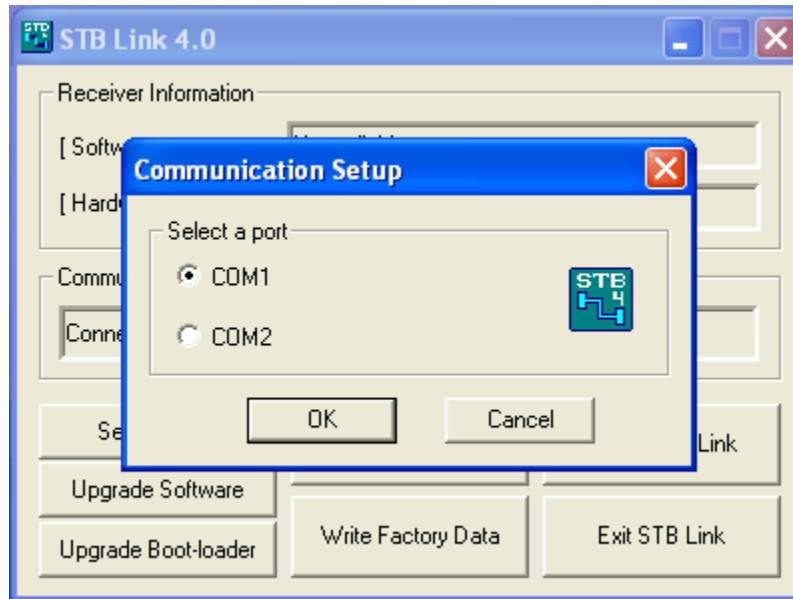 STB Link 4.0
Receiver Information
[ Softw
Communication Setup
[ Hard
Select a port
COM1
STB
4
COM2
Commu
Conne
OK
Cancel
Se
Link
Upgrade Software
Write Factory Data
Exit STB Link
Upgrade Boot-loader